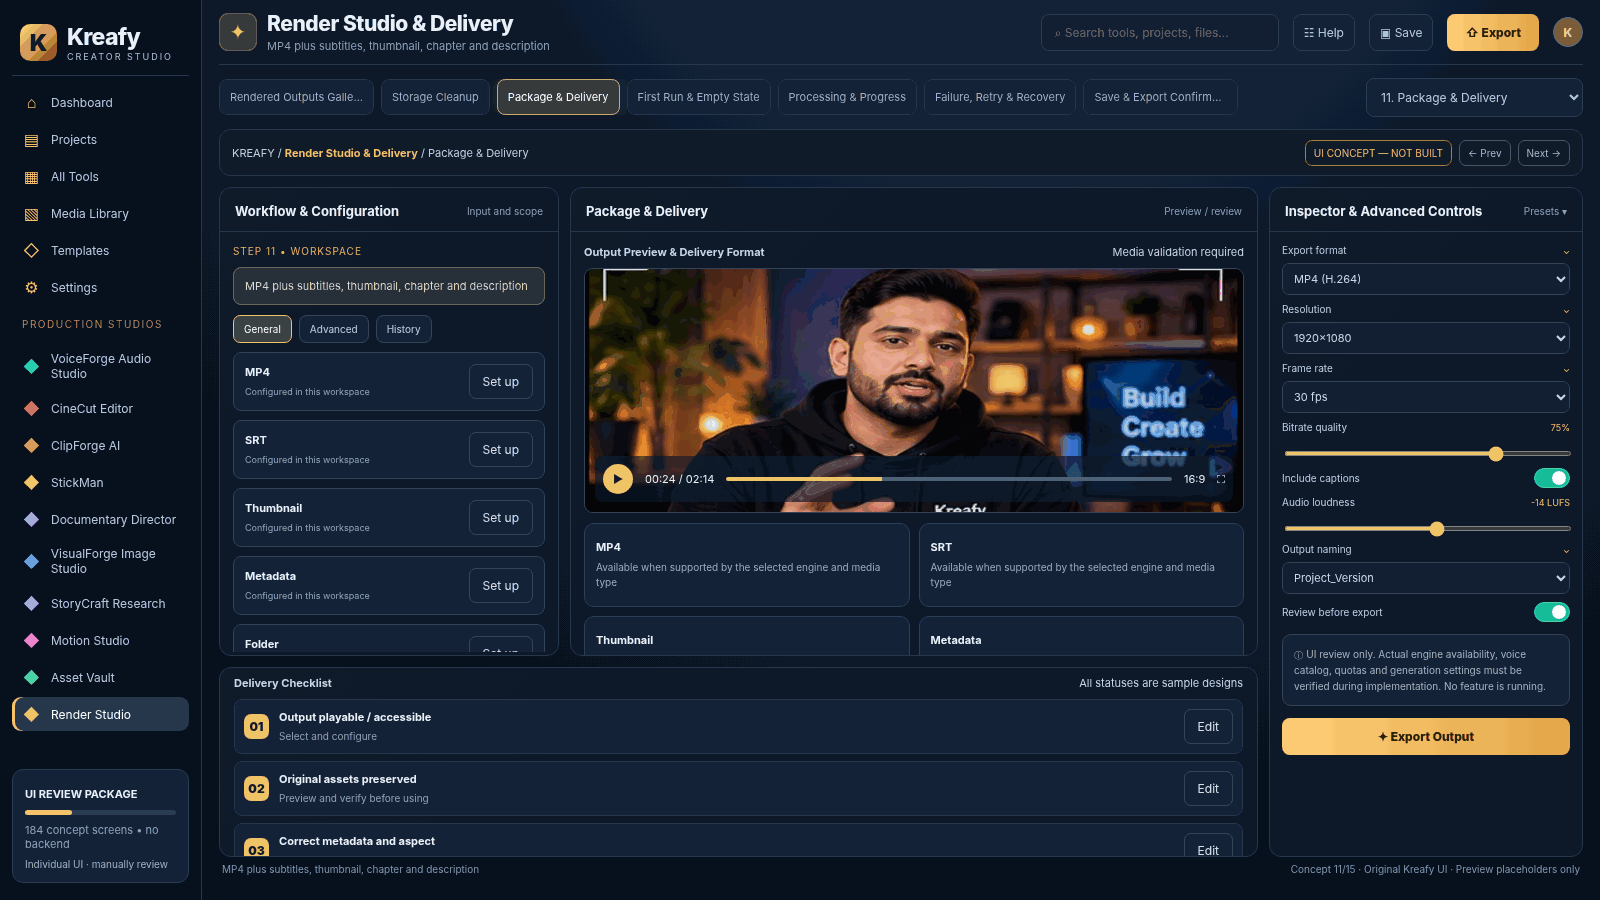 K Kreafy
CREATOR STUDIO
Dashboard
Projects
All Tools
Media Library
Templates
Settings
PRODUCTION STUDIOS
VoiceForge Audio
Studio
CineCut Editor
ClipForge AI
StickMan
Documentary Director
VisualForge Image
Studio
StoryCraft Research
Motion Studio
Asset Vault
Render Studio
UI REVIEW PACKAGE
184 concept screens • no
backend
Individual UI · manually review
Render Studio & Delivery
MP4 plus subtitles, thumbnail, chapter and description
Search tools, projects, files...
Help
Save
Export
K
Rendered Outputs Galle...
Storage Cleanup
Package & Delivery
First Run & Empty State
Processing & Progress
Failure, Retry & Recovery
Save & Export Confirm...
11. Package & Delivery
KREAFY / Render Studio & Delivery / Package & Delivery
UI CONCEPT — NOT BUILT
← Prev
Next →
Workflow & Configuration
Input and scope
STEP 11 • WORKSPACE
MP4 plus subtitles, thumbnail, chapter and description
General
Advanced
History
MP4
Configured in this workspace
Set up
SRT
Configured in this workspace
Set up
Thumbnail
Configured in this workspace
Set up
Metadata
Configured in this workspace
Set up
Folder
Set up
Package & Delivery
Preview / review
Output Preview & Delivery Format
Media validation required
Build
Create
Grow
00:24 / 02:14
16:9
Kreafy
MP4
Available when supported by the selected engine and media
type
SRT
Available when supported by the selected engine and media
type
Thumbnail
Metadata
Delivery Checklist
All statuses are sample designs
01
Output playable / accessible
Select and configure
Edit
02
Original assets preserved
Preview and verify before using
Edit
03
Correct metadata and aspect
Edit
Inspector & Advanced Controls
Presets ▾
Export format
MP4 (H.264)
Resolution
1920×1080
Frame rate
30 fps
Bitrate quality
75%
Include captions
Audio loudness
-14 LUFS
Output naming
Project_Version
Review before export
ⓘ UI review only. Actual engine availability, voice
catalog, quotas and generation settings must be
verified during implementation. No feature is running.
✦ Export Output
MP4 plus subtitles, thumbnail, chapter and description
Concept 11/15 · Original Kreafy UI · Preview placeholders only